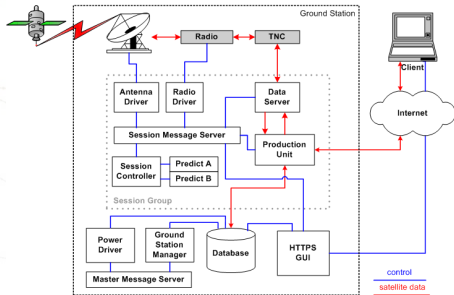 Ground Station
Radio
TNC
Client
Antenna
Driver
Radio
Driver
Data
Server
Internet
Session Message Server
Production
Unit
Session
Controller
Predict A
Predict B
Session Group
Power
Driver
Ground
Station
Manager
Database
HTTPS
GUI
Master Message Server
control
satellite data